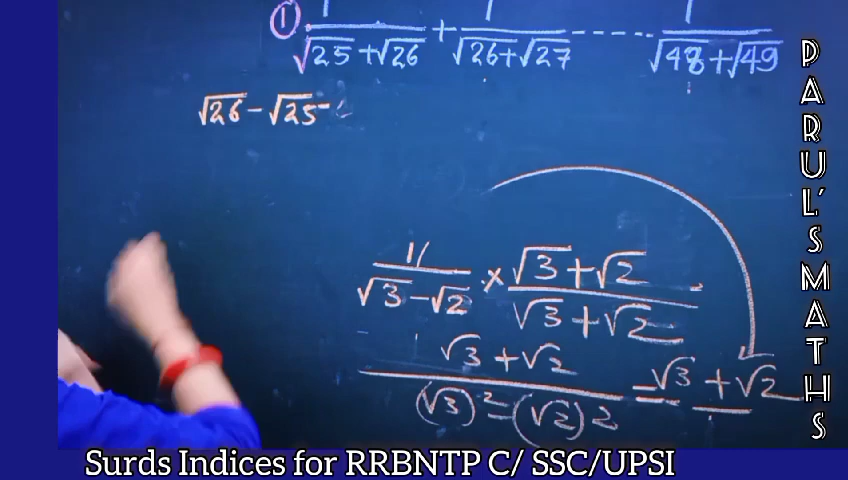 ① 1/(√25 + √26) + 1/(√26 + √27) ----- 1/(√48 + √49)
√26 - √25 -
1/(√3 - √2) × (√3 + √2)/(√3 + √2)
(√3 + √2)/((√3)² - (√2)²) = √3 + √2
PARUL'S MATHS
Surds Indices for RRBNTP C/ SSC/UPSI